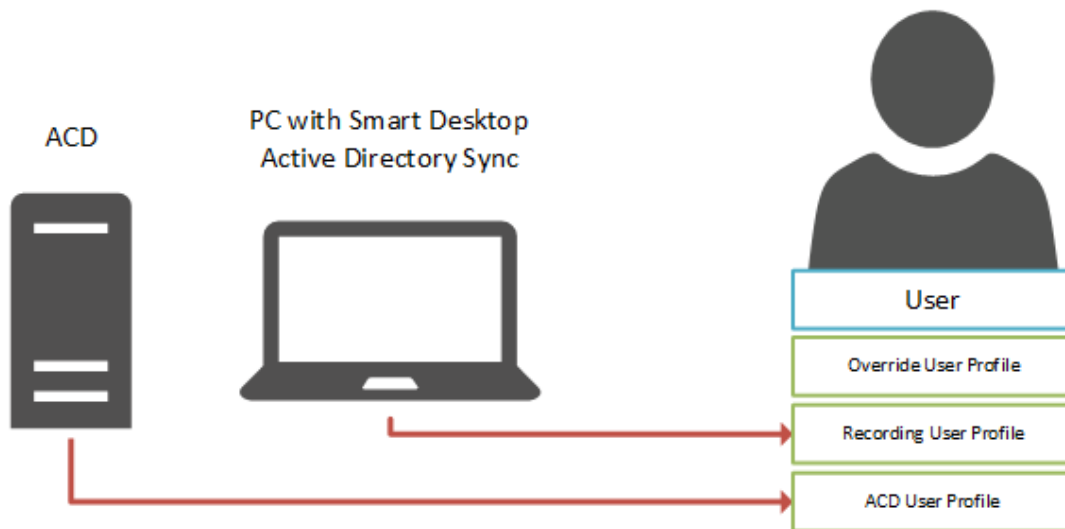 ACD
PC with Smart Desktop
Active Directory Sync
User
Override User Profile
Recording User Profile
ACD User Profile